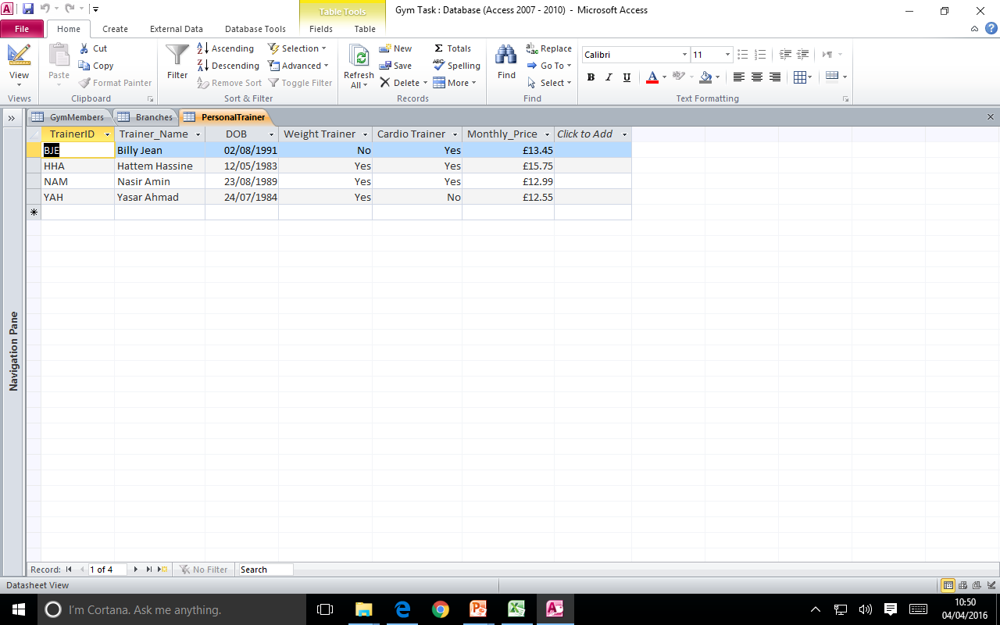 Table Tools
Gym Task : Database (Access 2007 - 2010) - Microsoft Access
File Home Create External Data Database Tools Fields Table
View
Views
Paste
Cut
Copy
Format Painter
Clipboard
Filter
Ascending
Descending
Remove Sort
Selection
Advanced
Toggle Filter
Sort & Filter
Refresh
All
New
Save
Delete
Totals
Spelling
More
Records
Find
Replace
Go To
Select
Find
Calibri 11
B I U A ab
Text Formatting
GymMembers Branches PersonalTrainer
TrainerID Trainer_Name DOB Weight Trainer Cardio Trainer Monthly_Price Click to Add
BJE Billy Jean 02/08/1991 No Yes £13.45
HHA Hattem Hassine 12/05/1983 Yes Yes £15.75
NAM Nasir Amin 23/08/1989 Yes Yes £12.99
YAH Yasar Ahmad 24/07/1984 Yes No £12.55
Navigation Pane
Record: 1 of 4 No Filter Search
Datasheet View
I'm Cortana. Ask me anything.
10:50
04/04/2016